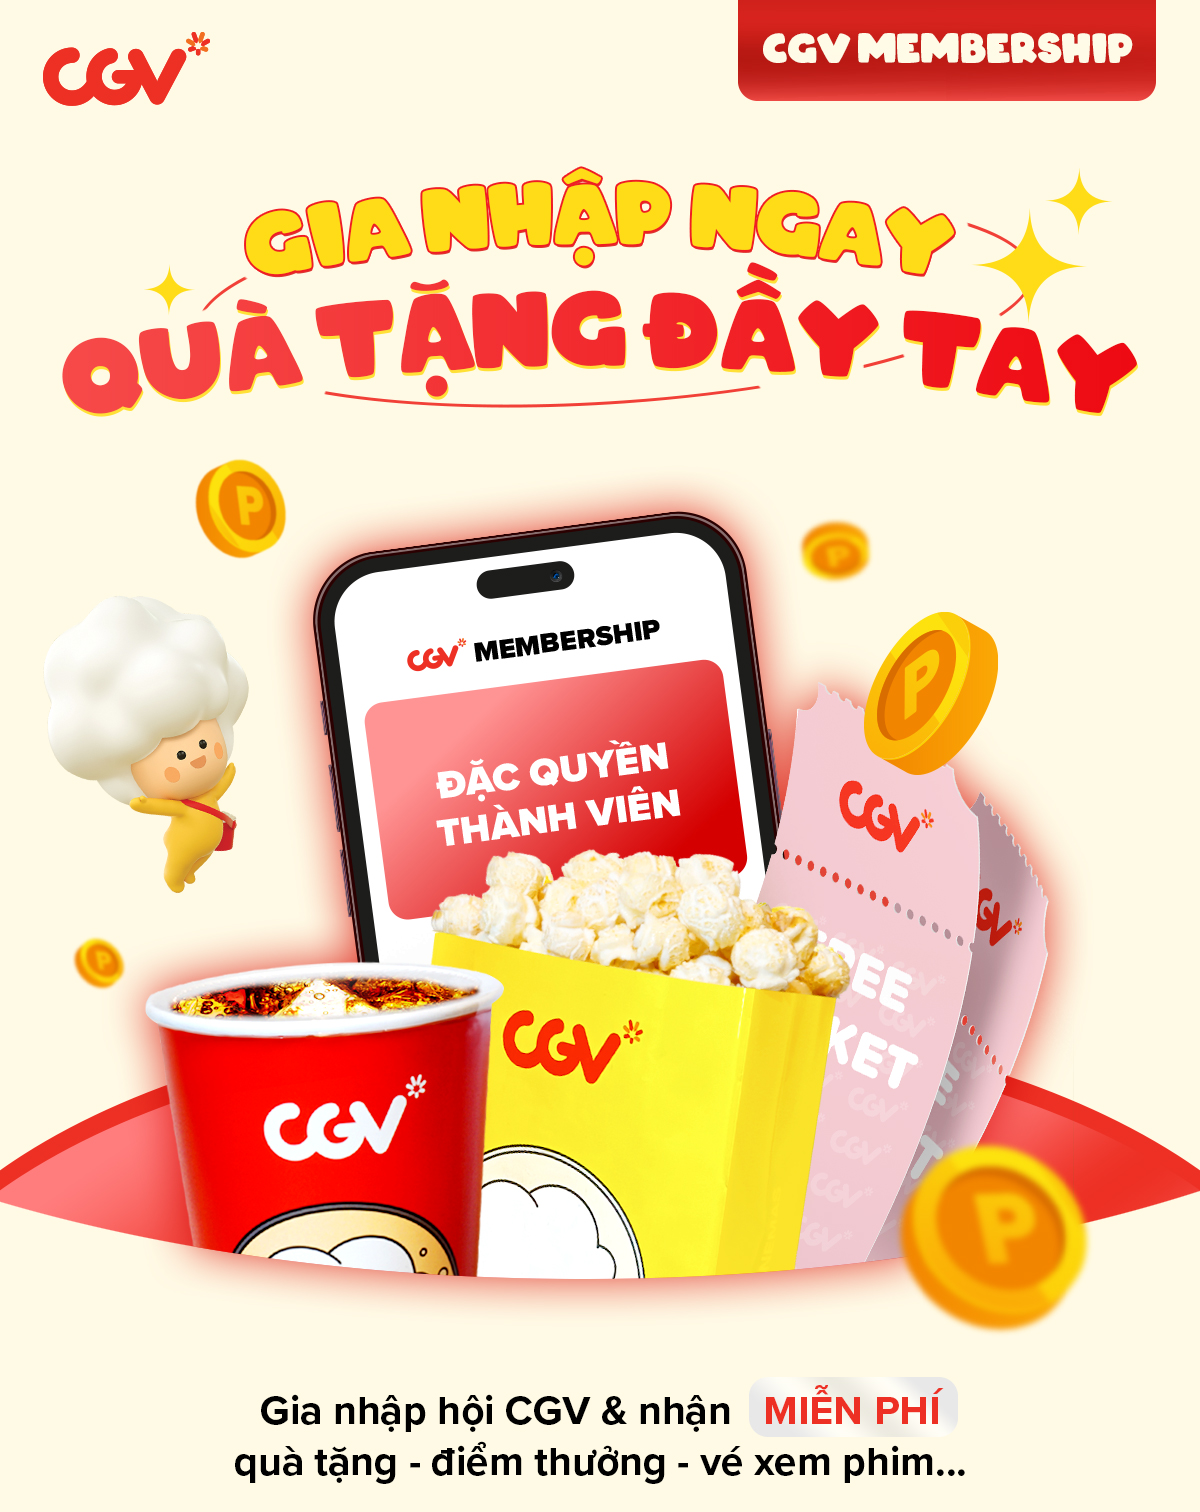 CGV
CGV MEMBERSHIP
GIA NHẬP NGAY
QUÀ TẶNG ĐẦY TAY
P
P
P
P
P
CGV MEMBERSHIP
ĐẶC QUYỀN
THÀNH VIÊN
CGV
CGV
CGV
CGV
Gia nhập hội CGV & nhận MIỄN PHÍ
quà tặng - điểm thưởng - vé xem phim...